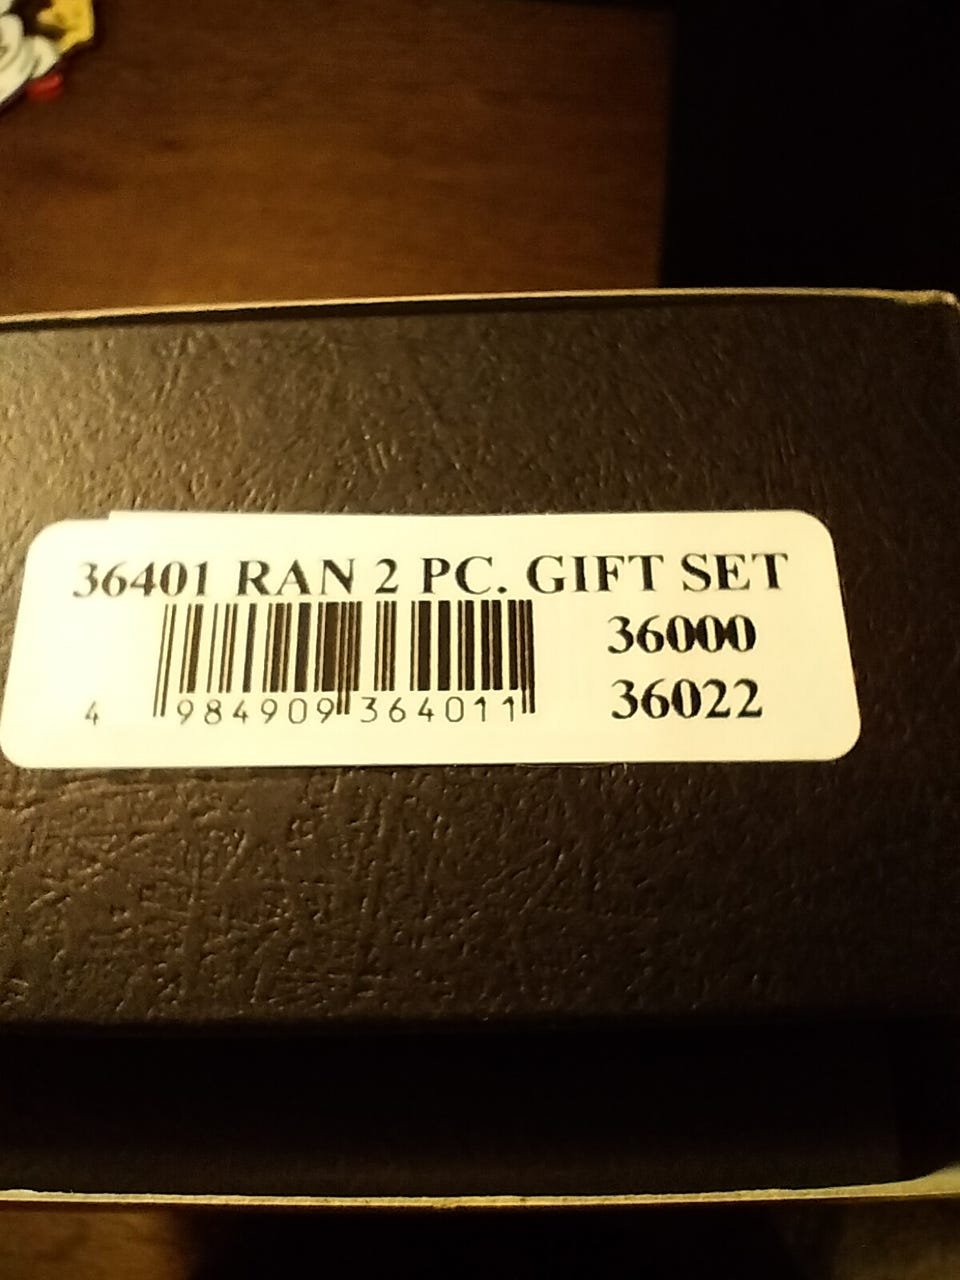 36401 RAN 2 PC. GIFT SET
36000
36022
4 984909 364011